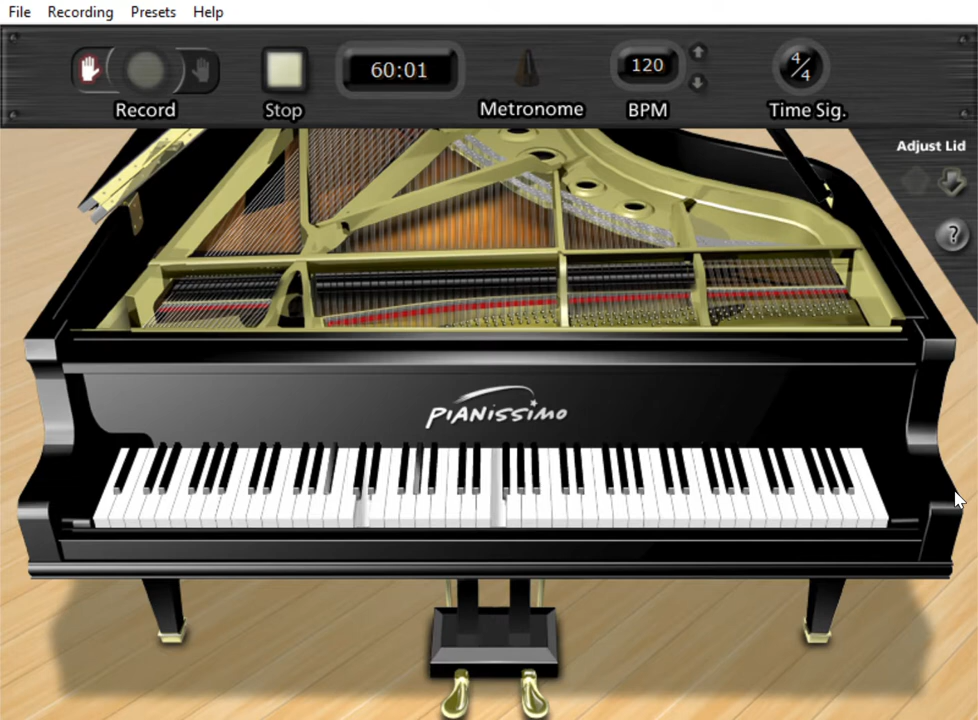 File Recording Presets Help
60:01
120
4/4
Record
Stop
Metronome
BPM
Time Sig.
Adjust Lid
?
PIANISSIMO